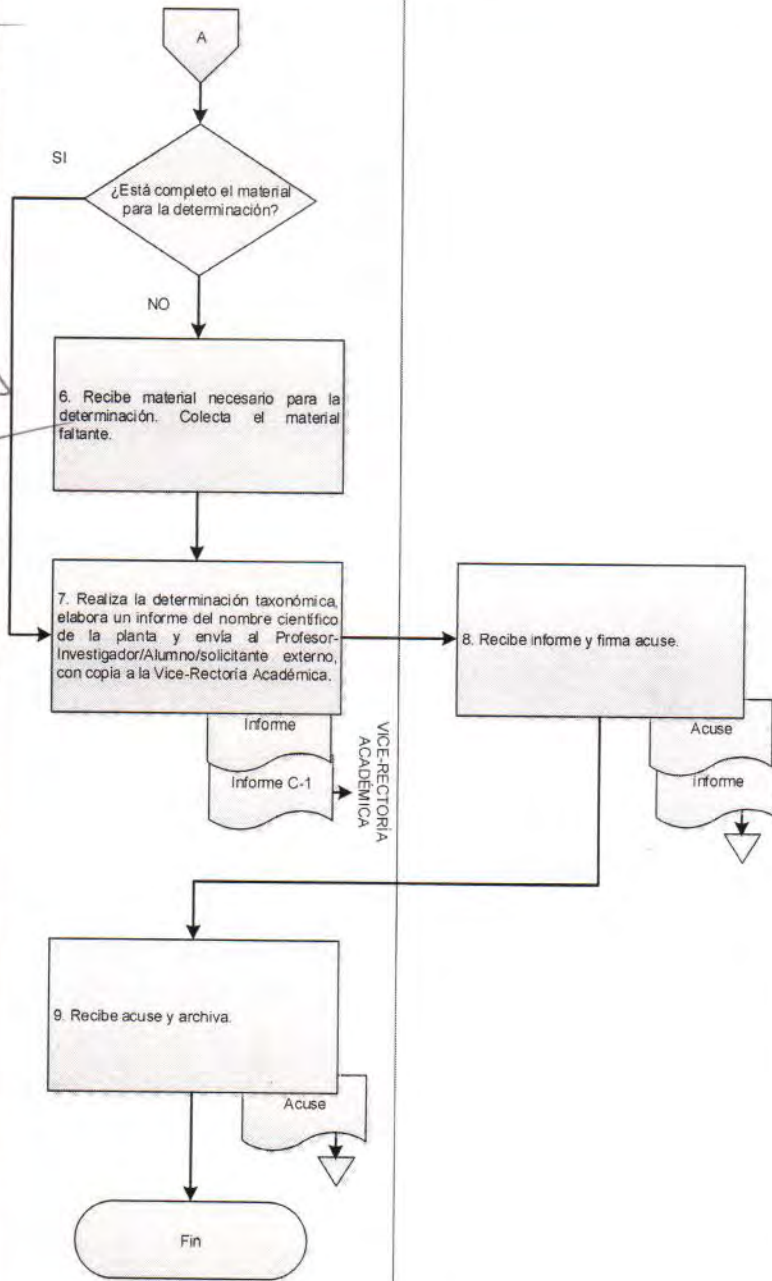 A
SI
¿Está completo el material
para la determinación?
NO
6. Recibe material necesario para la
determinación. Colecta el material
faltante.
7. Realiza la determinación taxonómica,
elabora un informe del nombre científico
de la planta y envía al Profesor-
Investigador/Alumno/solicitante externo,
con copia a la Vice-Rectoría Académica.
Informe
Informe C-1
VICE-RECTORÍA
ACADÉMICA
8. Recibe informe y firma acuse.
Acuse
Informe
9. Recibe acuse y archiva.
Acuse
Fin